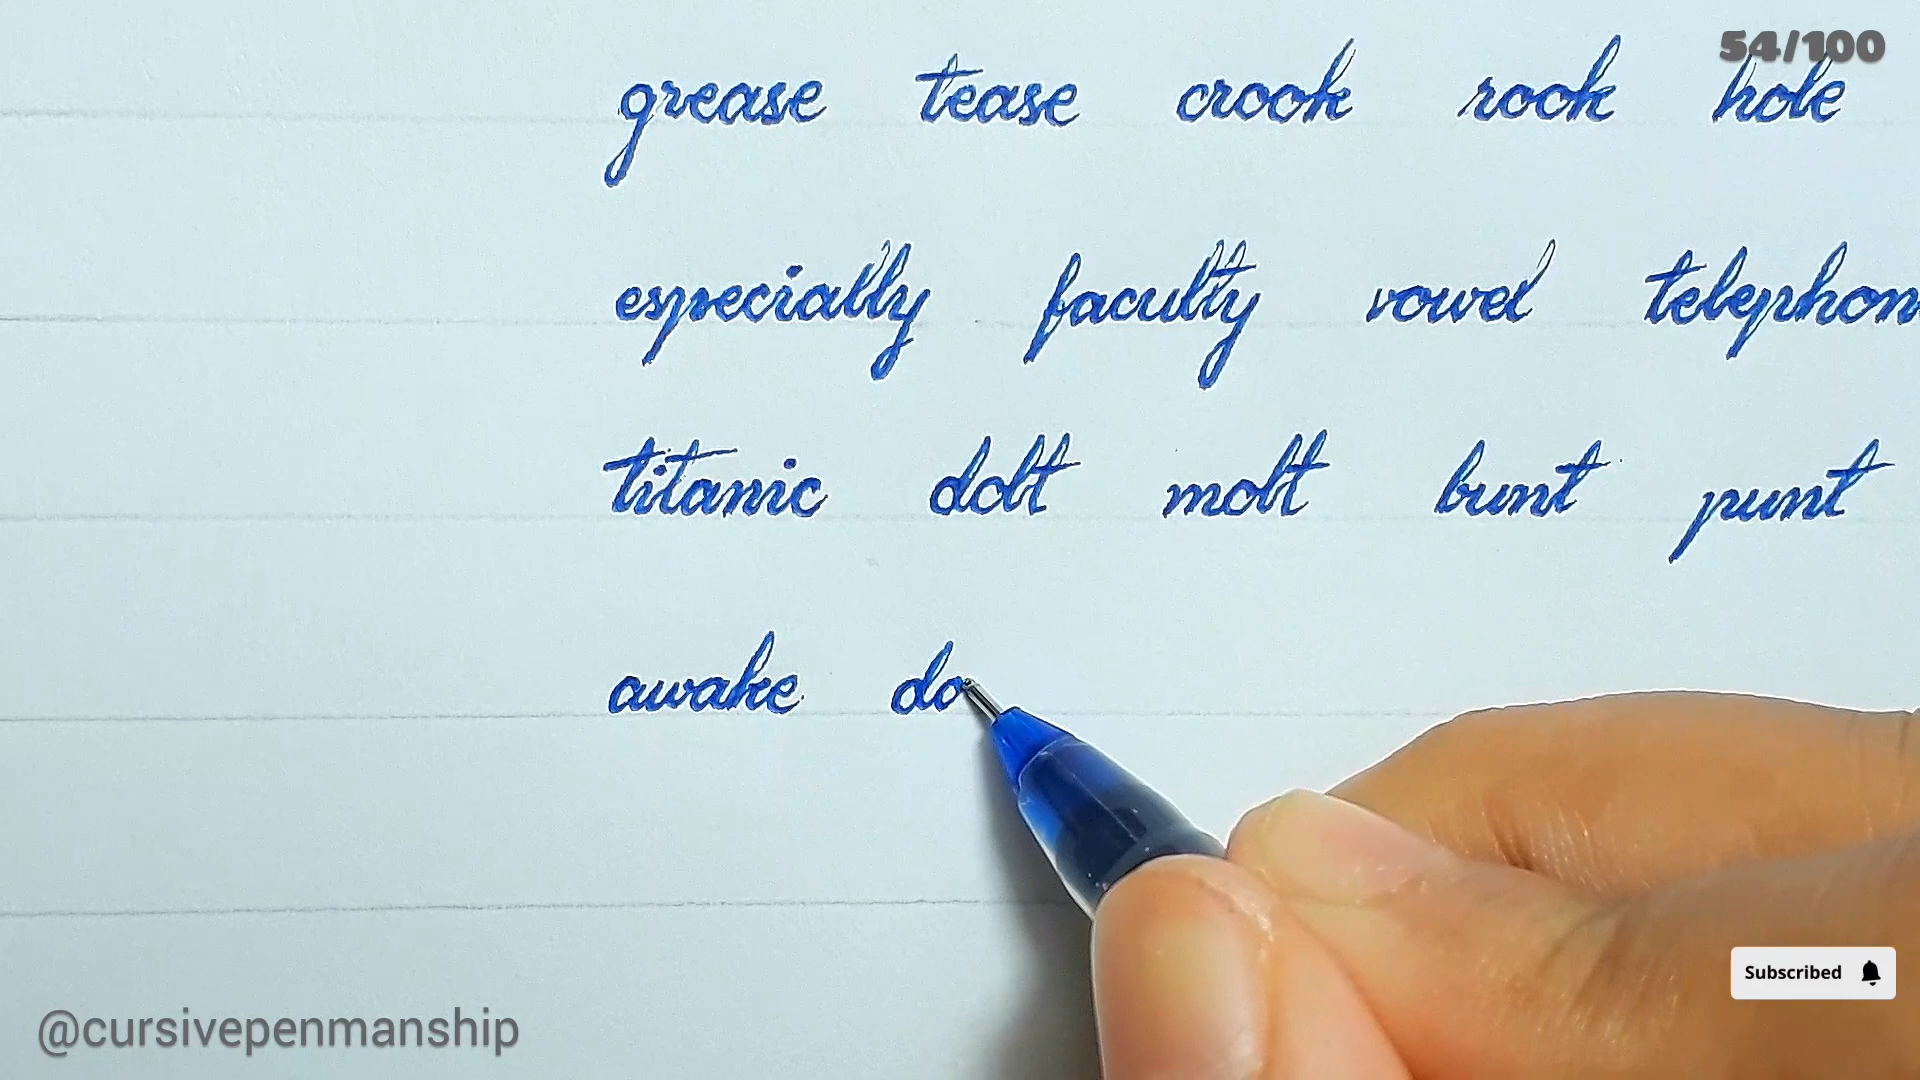 54/100
grease tease crook rook hole
especially faculty vowel telephon
titanic dolt molt bunt punt
awake do
Subscribed
@cursivepenmanship